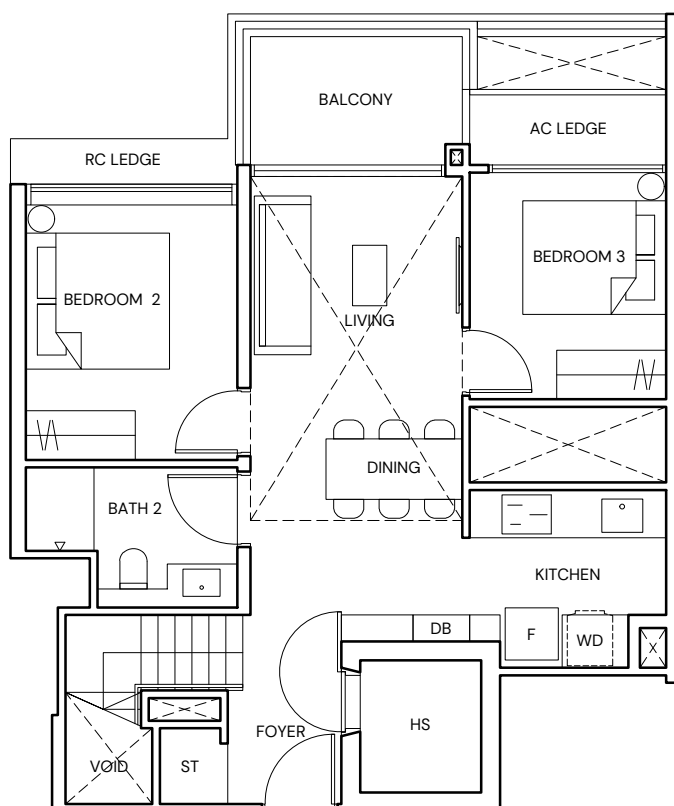 BALCONY
AC LEDGE
RC LEDGE
BEDROOM 3
BEDROOM 2
LIVING
DINING
BATH 2
KITCHEN
DB
F
WD
X
FOYER
HS
VOID
ST